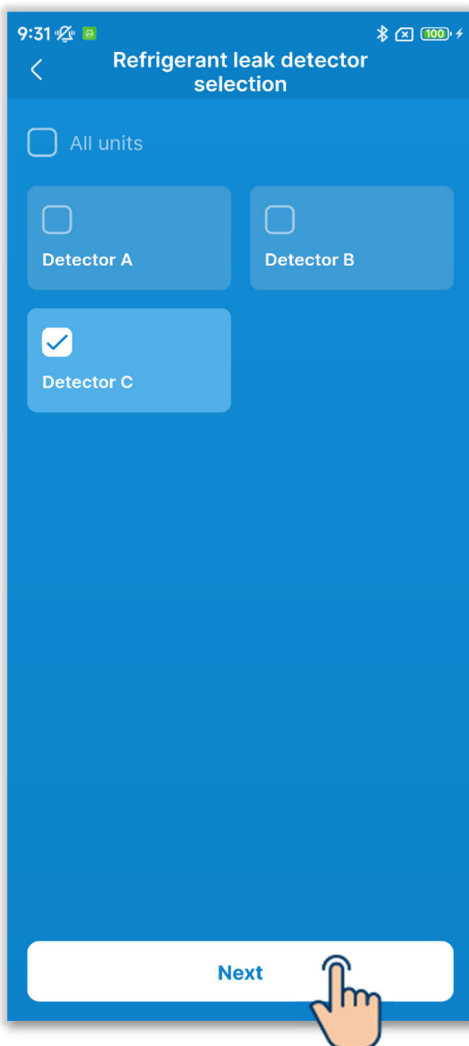 9:31
100
Refrigerant leak detector
selection
All units
Detector A
Detector B
Detector C
Next